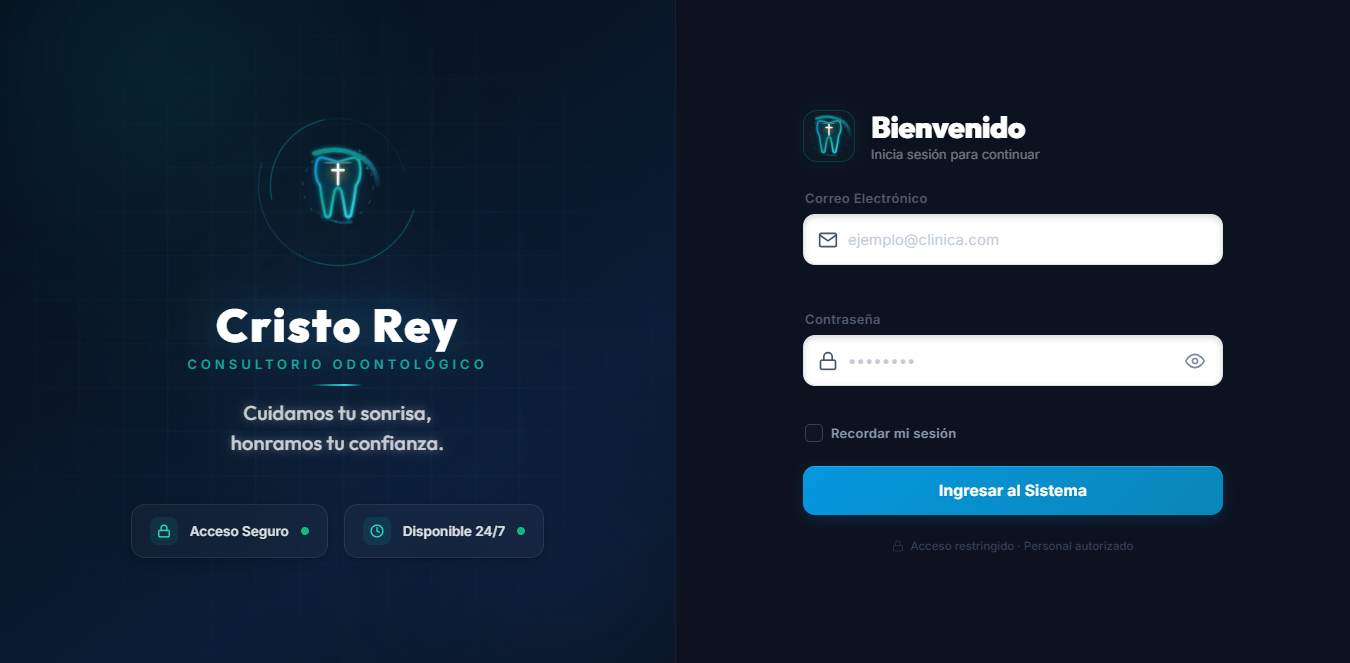 Cristo Rey
CONSULTORIO ODONTOLÓGICO
Cuidamos tu sonrisa,
honramos tu confianza.
Acceso Seguro
Disponible 24/7
Bienvenido
Inicia sesión para continuar
Correo Electrónico
ejemplo@clinica.com
Contraseña
••••••••
Recordar mi sesión
Ingresar al Sistema
Acceso restringido · Personal autorizado